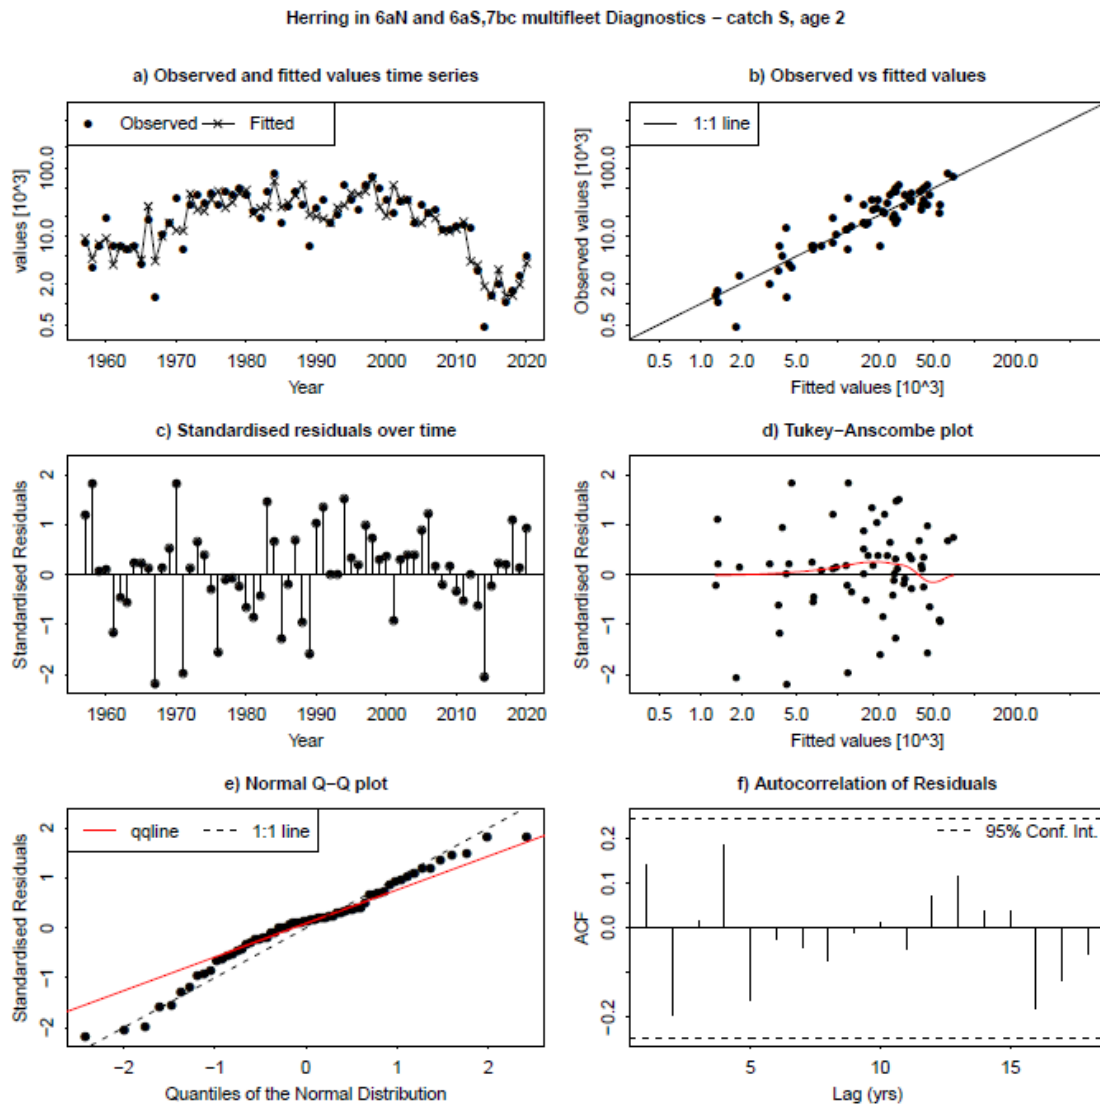 Herring in 6aN and 6aS,7bc multifleet Diagnostics − catch S, age 2
a) Observed and fitted values time series
values [10^3]
100.0
10.0
2.0
0.5
Observed
Fitted
1960 1970 1980 1990 2000 2010 2020
Year
b) Observed vs fitted values
Observed values [10^3]
100.0
10.0
2.0
0.5
1:1 line
0.5 1.0 2.0 5.0 20.0 50.0 200.0
Fitted values [10^3]
c) Standardised residuals over time
Standardised Residuals
2
1
0
−1
−2
1960 1970 1980 1990 2000 2010 2020
Year
d) Tukey−Anscombe plot
Standardised Residuals
2
1
0
−1
−2
0.5 1.0 2.0 5.0 20.0 50.0 200.0
Fitted values [10^3]
e) Normal Q−Q plot
Standardised Residuals
2
1
0
−1
−2
qqline
1:1 line
−2 −1 0 1 2
Quantiles of the Normal Distribution
f) Autocorrelation of Residuals
ACF
0.2
0.1
0.0
−0.2
95% Conf. Int.
5 10 15
Lag (yrs)